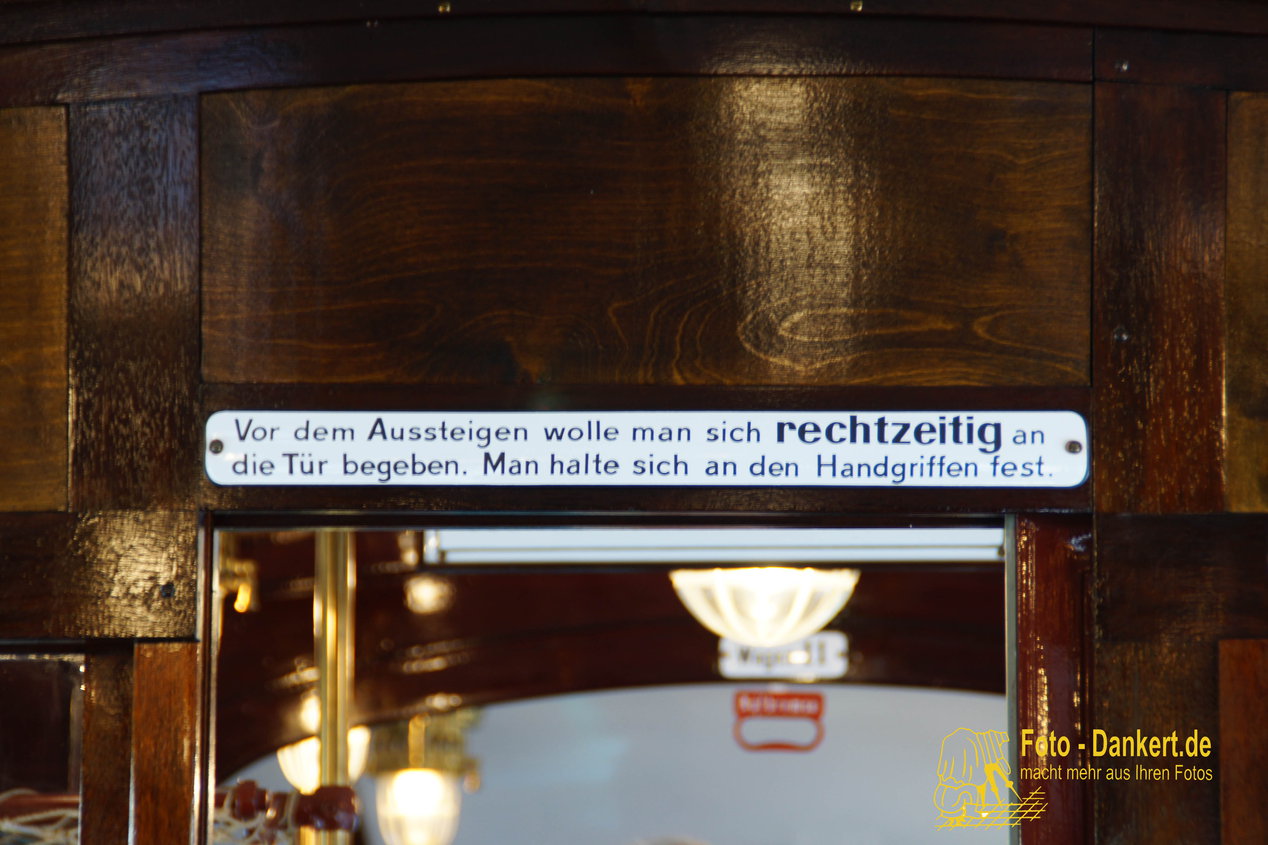 Vor dem Aussteigen wolle man sich rechtzeitig an
die Tür begeben. Man halte sich an den Handgriffen fest.
Foto - Dankert.de
macht mehr aus Ihren Fotos